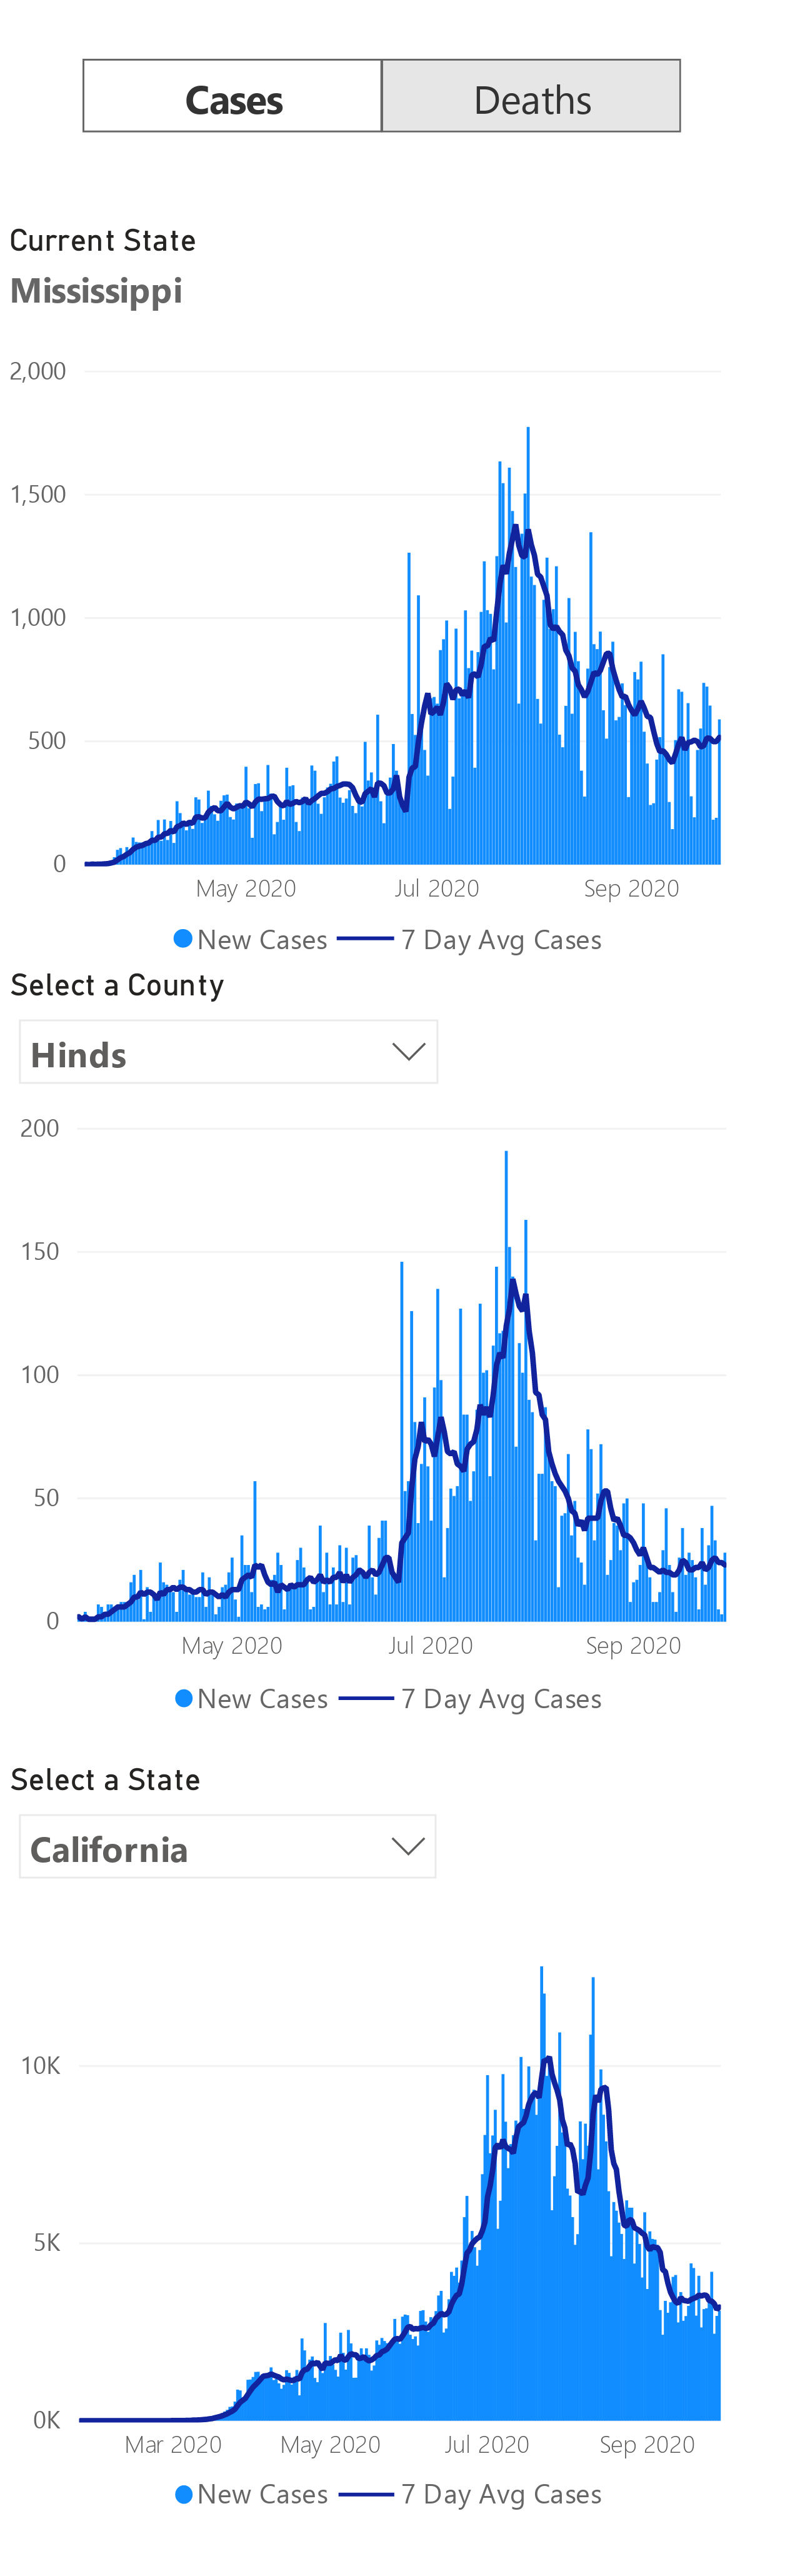 Cases Deaths
Current State
Mississippi
2,000
1,500
1,000
500
0
May 2020 Jul 2020 Sep 2020
New Cases 7 Day Avg Cases
Select a County
Hinds
200
150
100
50
0
May 2020 Jul 2020 Sep 2020
New Cases 7 Day Avg Cases
Select a State
California
10K
5K
0K
Mar 2020 May 2020 Jul 2020 Sep 2020
New Cases 7 Day Avg Cases